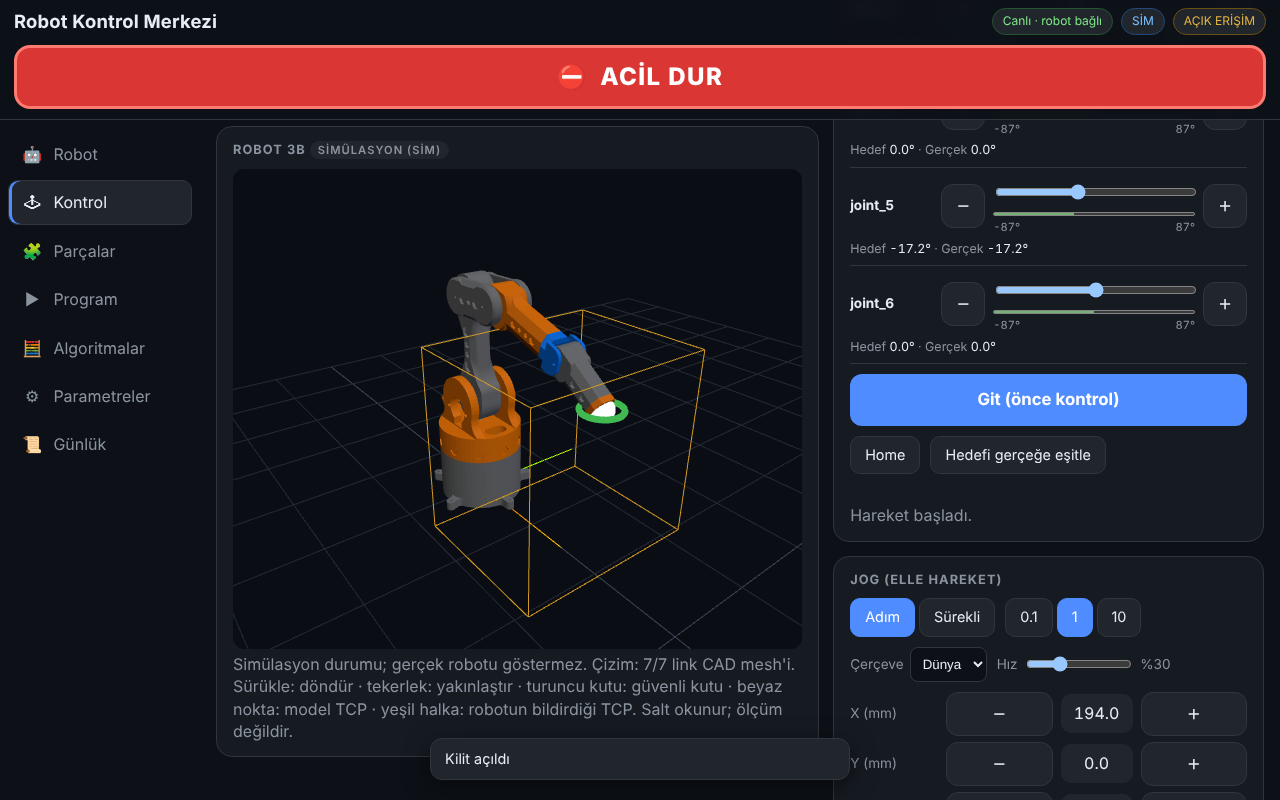 Robot Kontrol Merkezi
Canlı · robot bağlı
SİM
AÇIK ERİŞİM
ACİL DUR
Robot
Kontrol
Parçalar
Program
Algoritmalar
Parametreler
Günlük
ROBOT 3B SİMÜLASYON (SİM)
Simülasyon durumu; gerçek robotu göstermez. Çizim: 7/7 link CAD mesh'i.
Sürükle: döndür · tekerlek: yakınlaştır · turuncu kutu: güvenli kutu · beyaz
nokta: model TCP · yeşil halka: robotun bildirdiği TCP. Salt okunur; ölçüm
değildir.
-87° 87°
Hedef 0.0° · Gerçek 0.0°
joint_5 − +
-87° 87°
Hedef -17.2° · Gerçek -17.2°
joint_6 − +
-87° 87°
Hedef 0.0° · Gerçek 0.0°
Git (önce kontrol)
Home Hedefi gerçeğe eşitle
Hareket başladı.
JOG (ELLE HAREKET)
Adım Sürekli 0.1 1 10
Çerçeve Dünya Hız %30
X (mm) − 194.0 +
Y (mm) − 0.0 +
Kilit açıldı